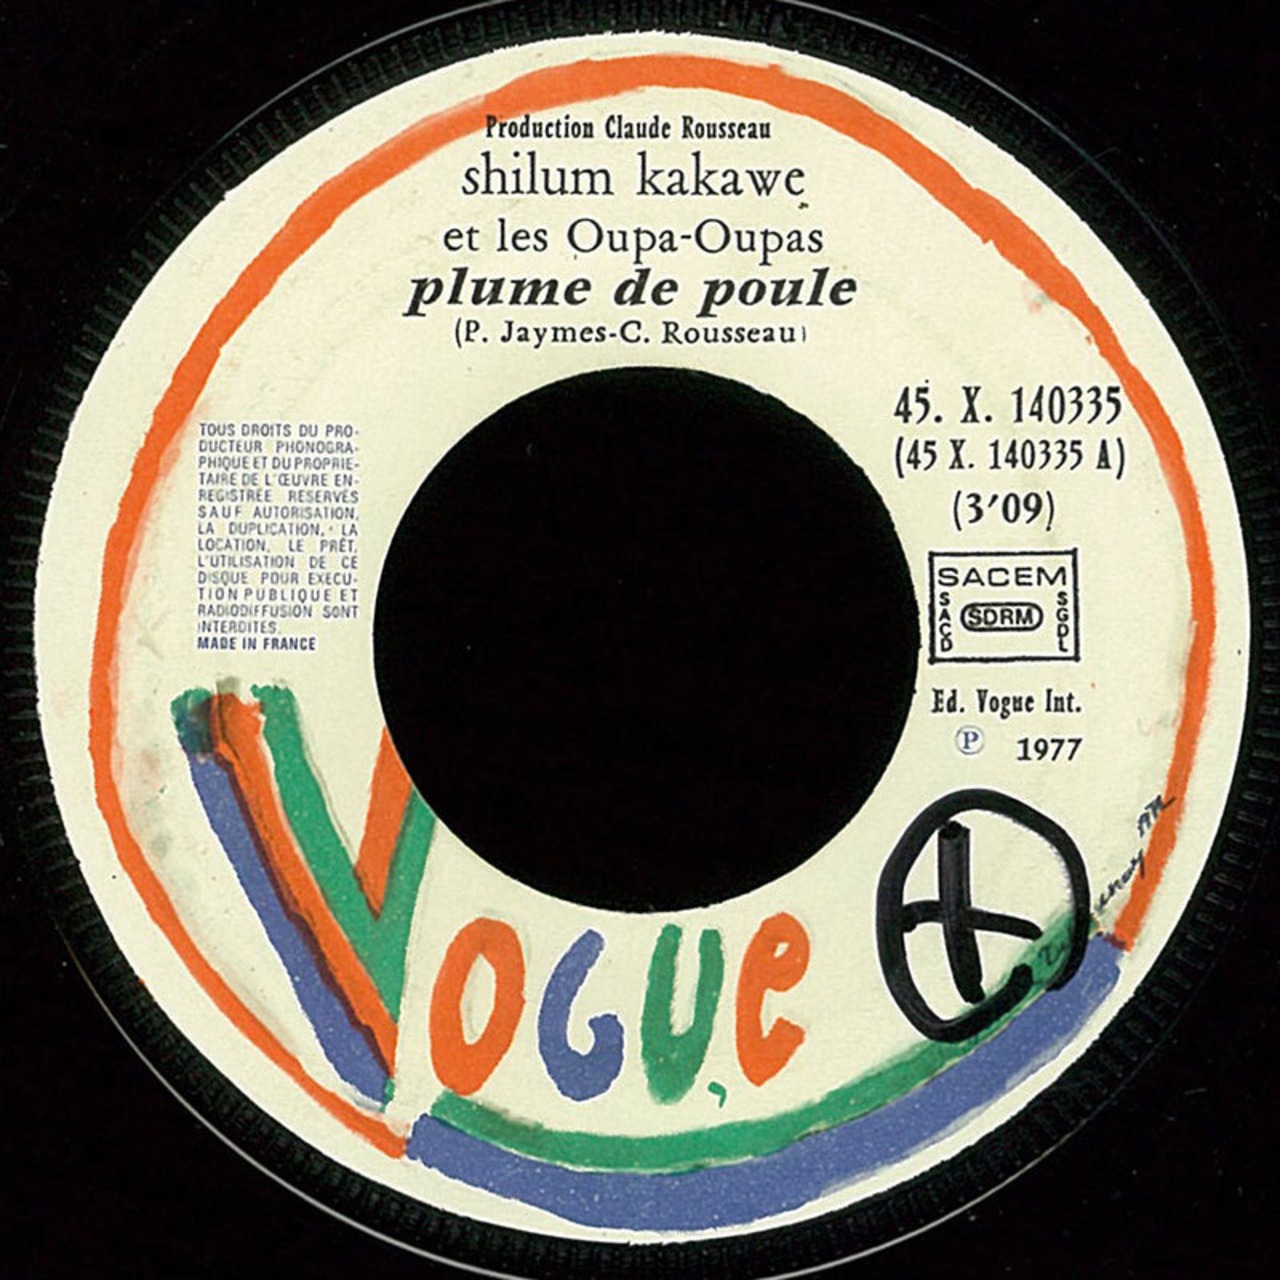 Production Claude Rousseau
shilum kakawe
et les Oupa-Oupas
plume de poule
(P. Jaymes-C. Rousseau)
45. X. 140335
(45 X. 140335 A)
(3'09)
TOUS DROITS DU PRO-
DUCTEUR PHONOGRA-
PHIQUE ET DU PROPRIE-
TAIRE DE L'ŒUVRE EN-
REGISTRÉE RESERVÉS
SAUF AUTORISATION,
LA DUPLICATION, LA
LOCATION, LE PRÊT,
L'UTILISATION DE CE
DISQUE POUR EXECU-
TION PUBLIQUE ET
RADIODIFFUSION SONT
INTERDITES.
MADE IN FRANCE
SACEM
SACD
SDRM
SGDL
Ed. Vogue Int.
Ⓟ 1977
VOGUE